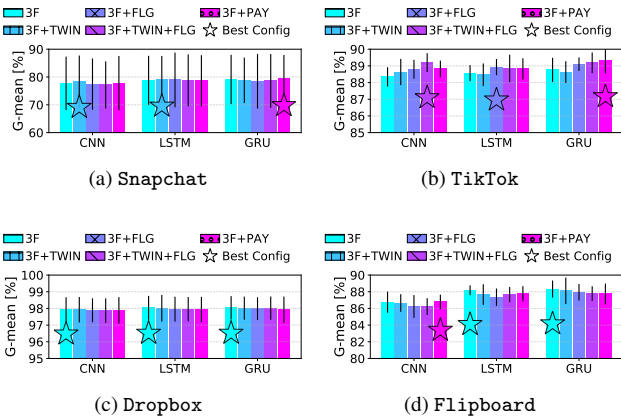 3F 3F+FLG 3F+PAY
3F+TWIN 3F+TWIN+FLG Best Config
G-mean [%]
90
80
70
60
CNN LSTM GRU
(a) Snapchat
3F 3F+FLG 3F+PAY
3F+TWIN 3F+TWIN+FLG Best Config
G-mean [%]
91
90
89
88
87
86
85
CNN LSTM GRU
(b) TikTok
3F 3F+FLG 3F+PAY
3F+TWIN 3F+TWIN+FLG Best Config
G-mean [%]
100
99
98
97
96
95
CNN LSTM GRU
(c) Dropbox
3F 3F+FLG 3F+PAY
3F+TWIN 3F+TWIN+FLG Best Config
G-mean [%]
90
88
86
84
82
80
CNN LSTM GRU
(d) Flipboard